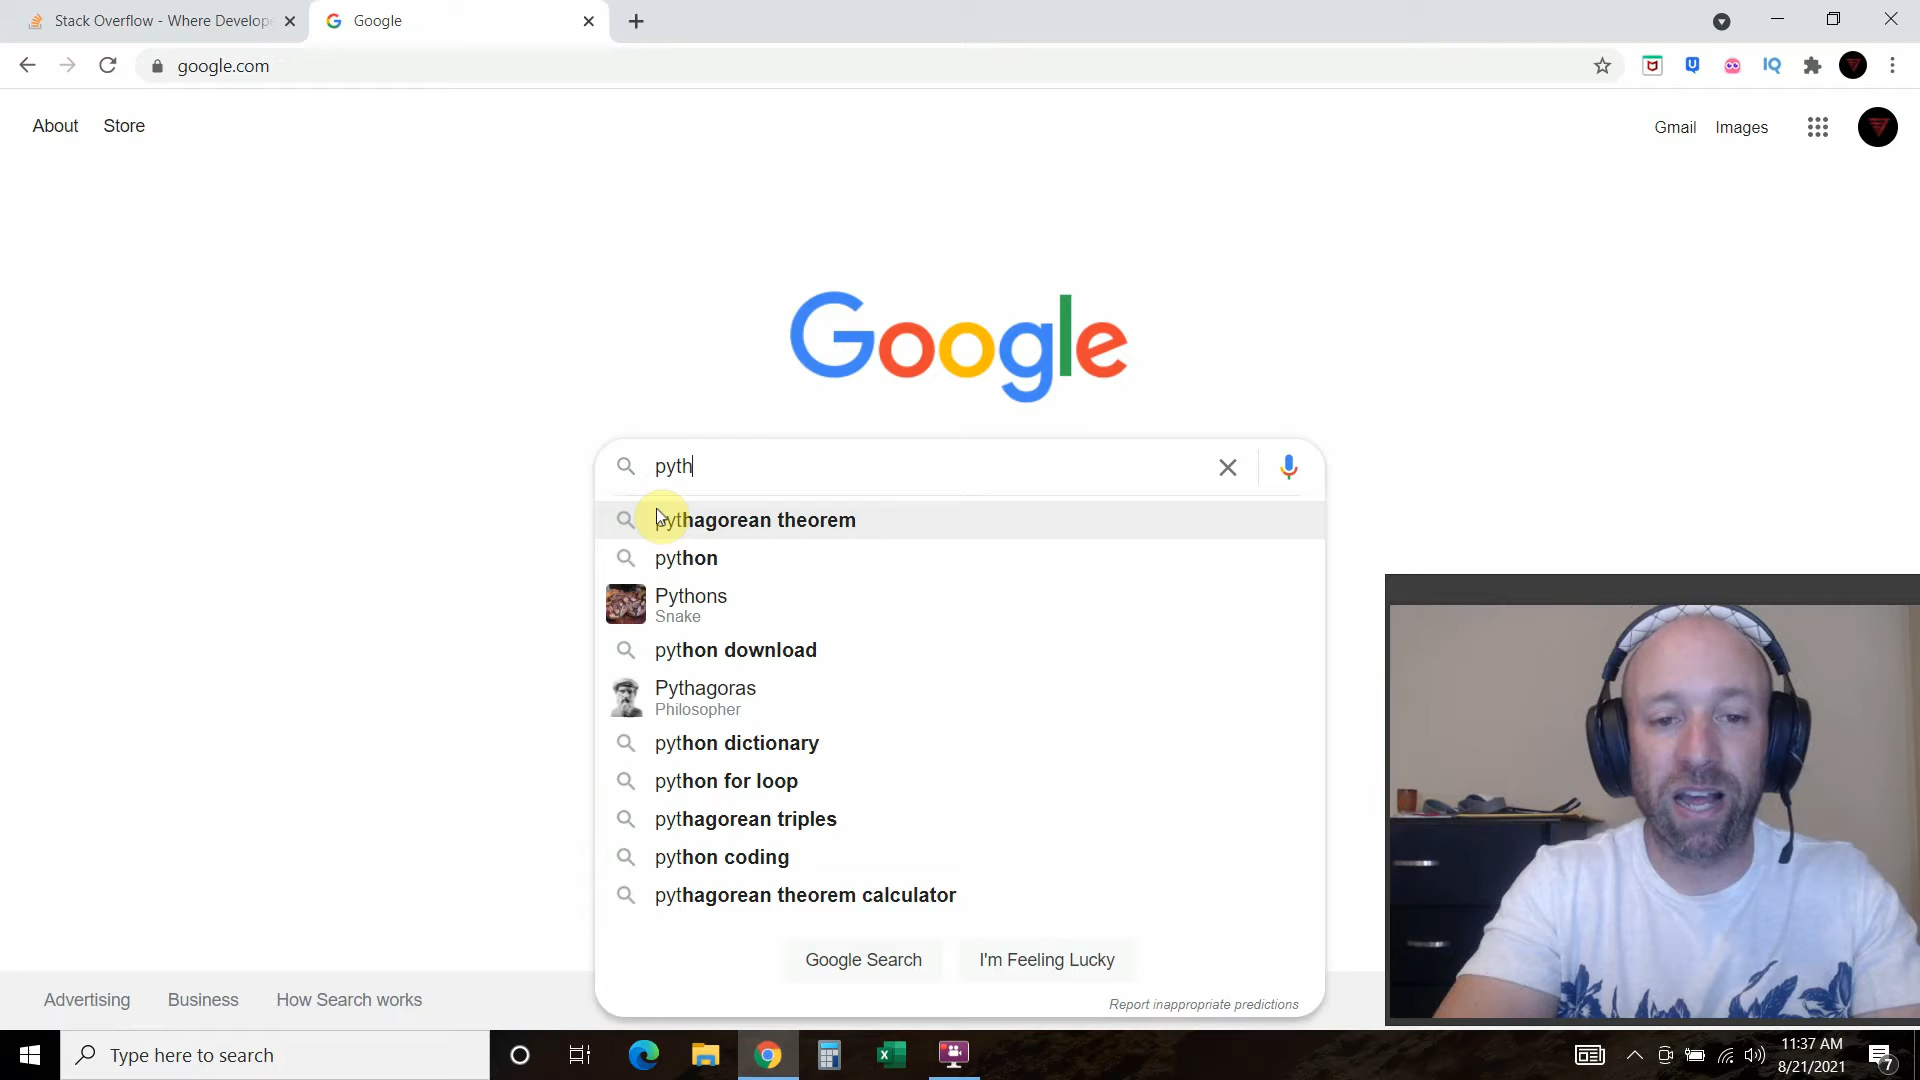 Stack Overflow - Where Develope
Google
google.com
About
Store
Gmail
Images
Google
pyth
pythagorean theorem
python
Pythons
Snake
python download
Pythagoras
Philosopher
python dictionary
python for loop
pythagorean triples
python coding
pythagorean theorem calculator
Google Search
I'm Feeling Lucky
Report inappropriate predictions
Advertising
Business
How Search works
Type here to search
11:37 AM
8/21/2021
7